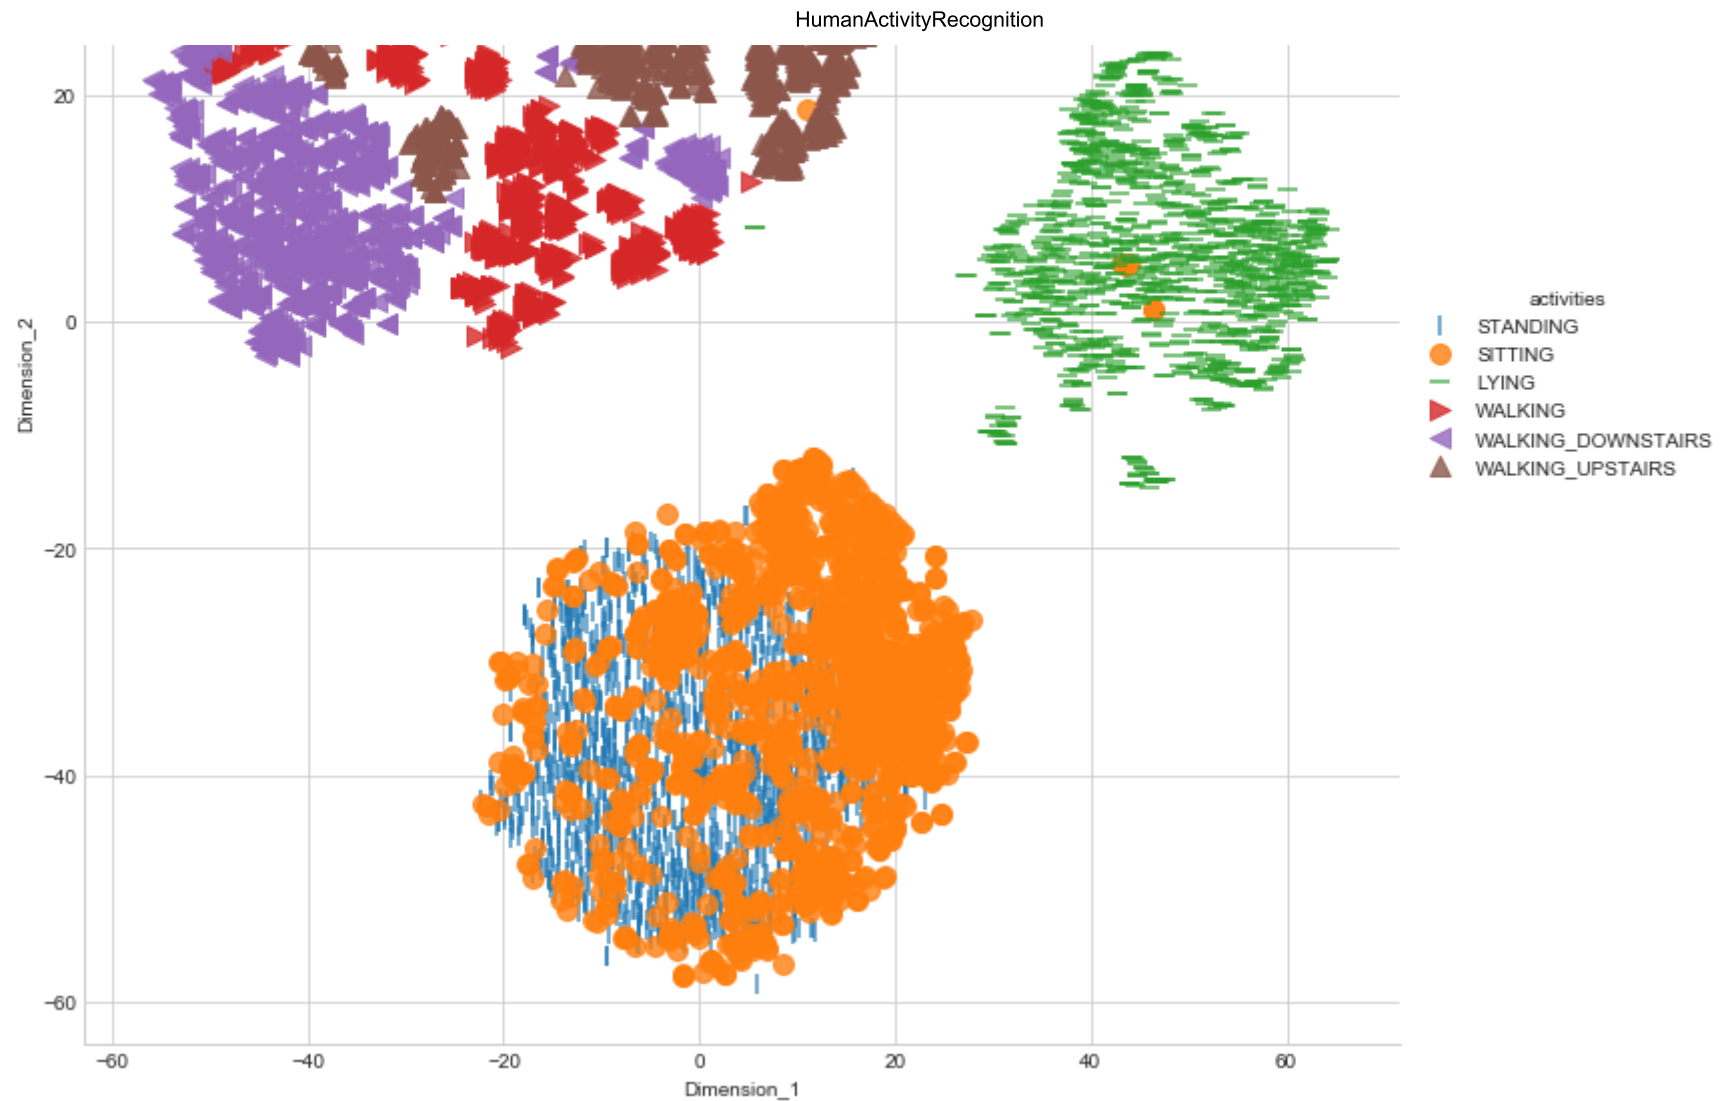 HumanActivityRecognition
20
0
−20
−40
−60
Dimension_2
−60
−40
−20
0
20
40
60
Dimension_1
activities
STANDING
SITTING
LYING
WALKING
WALKING_DOWNSTAIRS
WALKING_UPSTAIRS